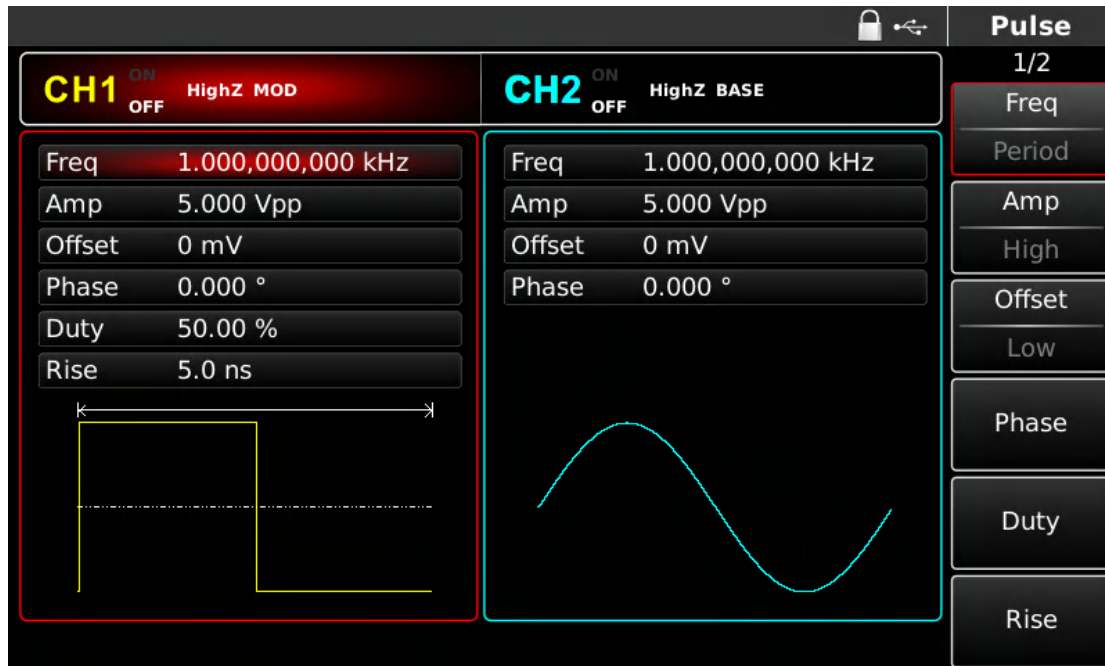 Pulse
1/2
CH1 ON OFF HighZ MOD
CH2 ON OFF HighZ BASE
Freq 1.000,000,000 kHz
Amp 5.000 Vpp
Offset 0 mV
Phase 0.000 °
Duty 50.00 %
Rise 5.0 ns
Freq 1.000,000,000 kHz
Amp 5.000 Vpp
Offset 0 mV
Phase 0.000 °
Freq
Period
Amp
High
Offset
Low
Phase
Duty
Rise